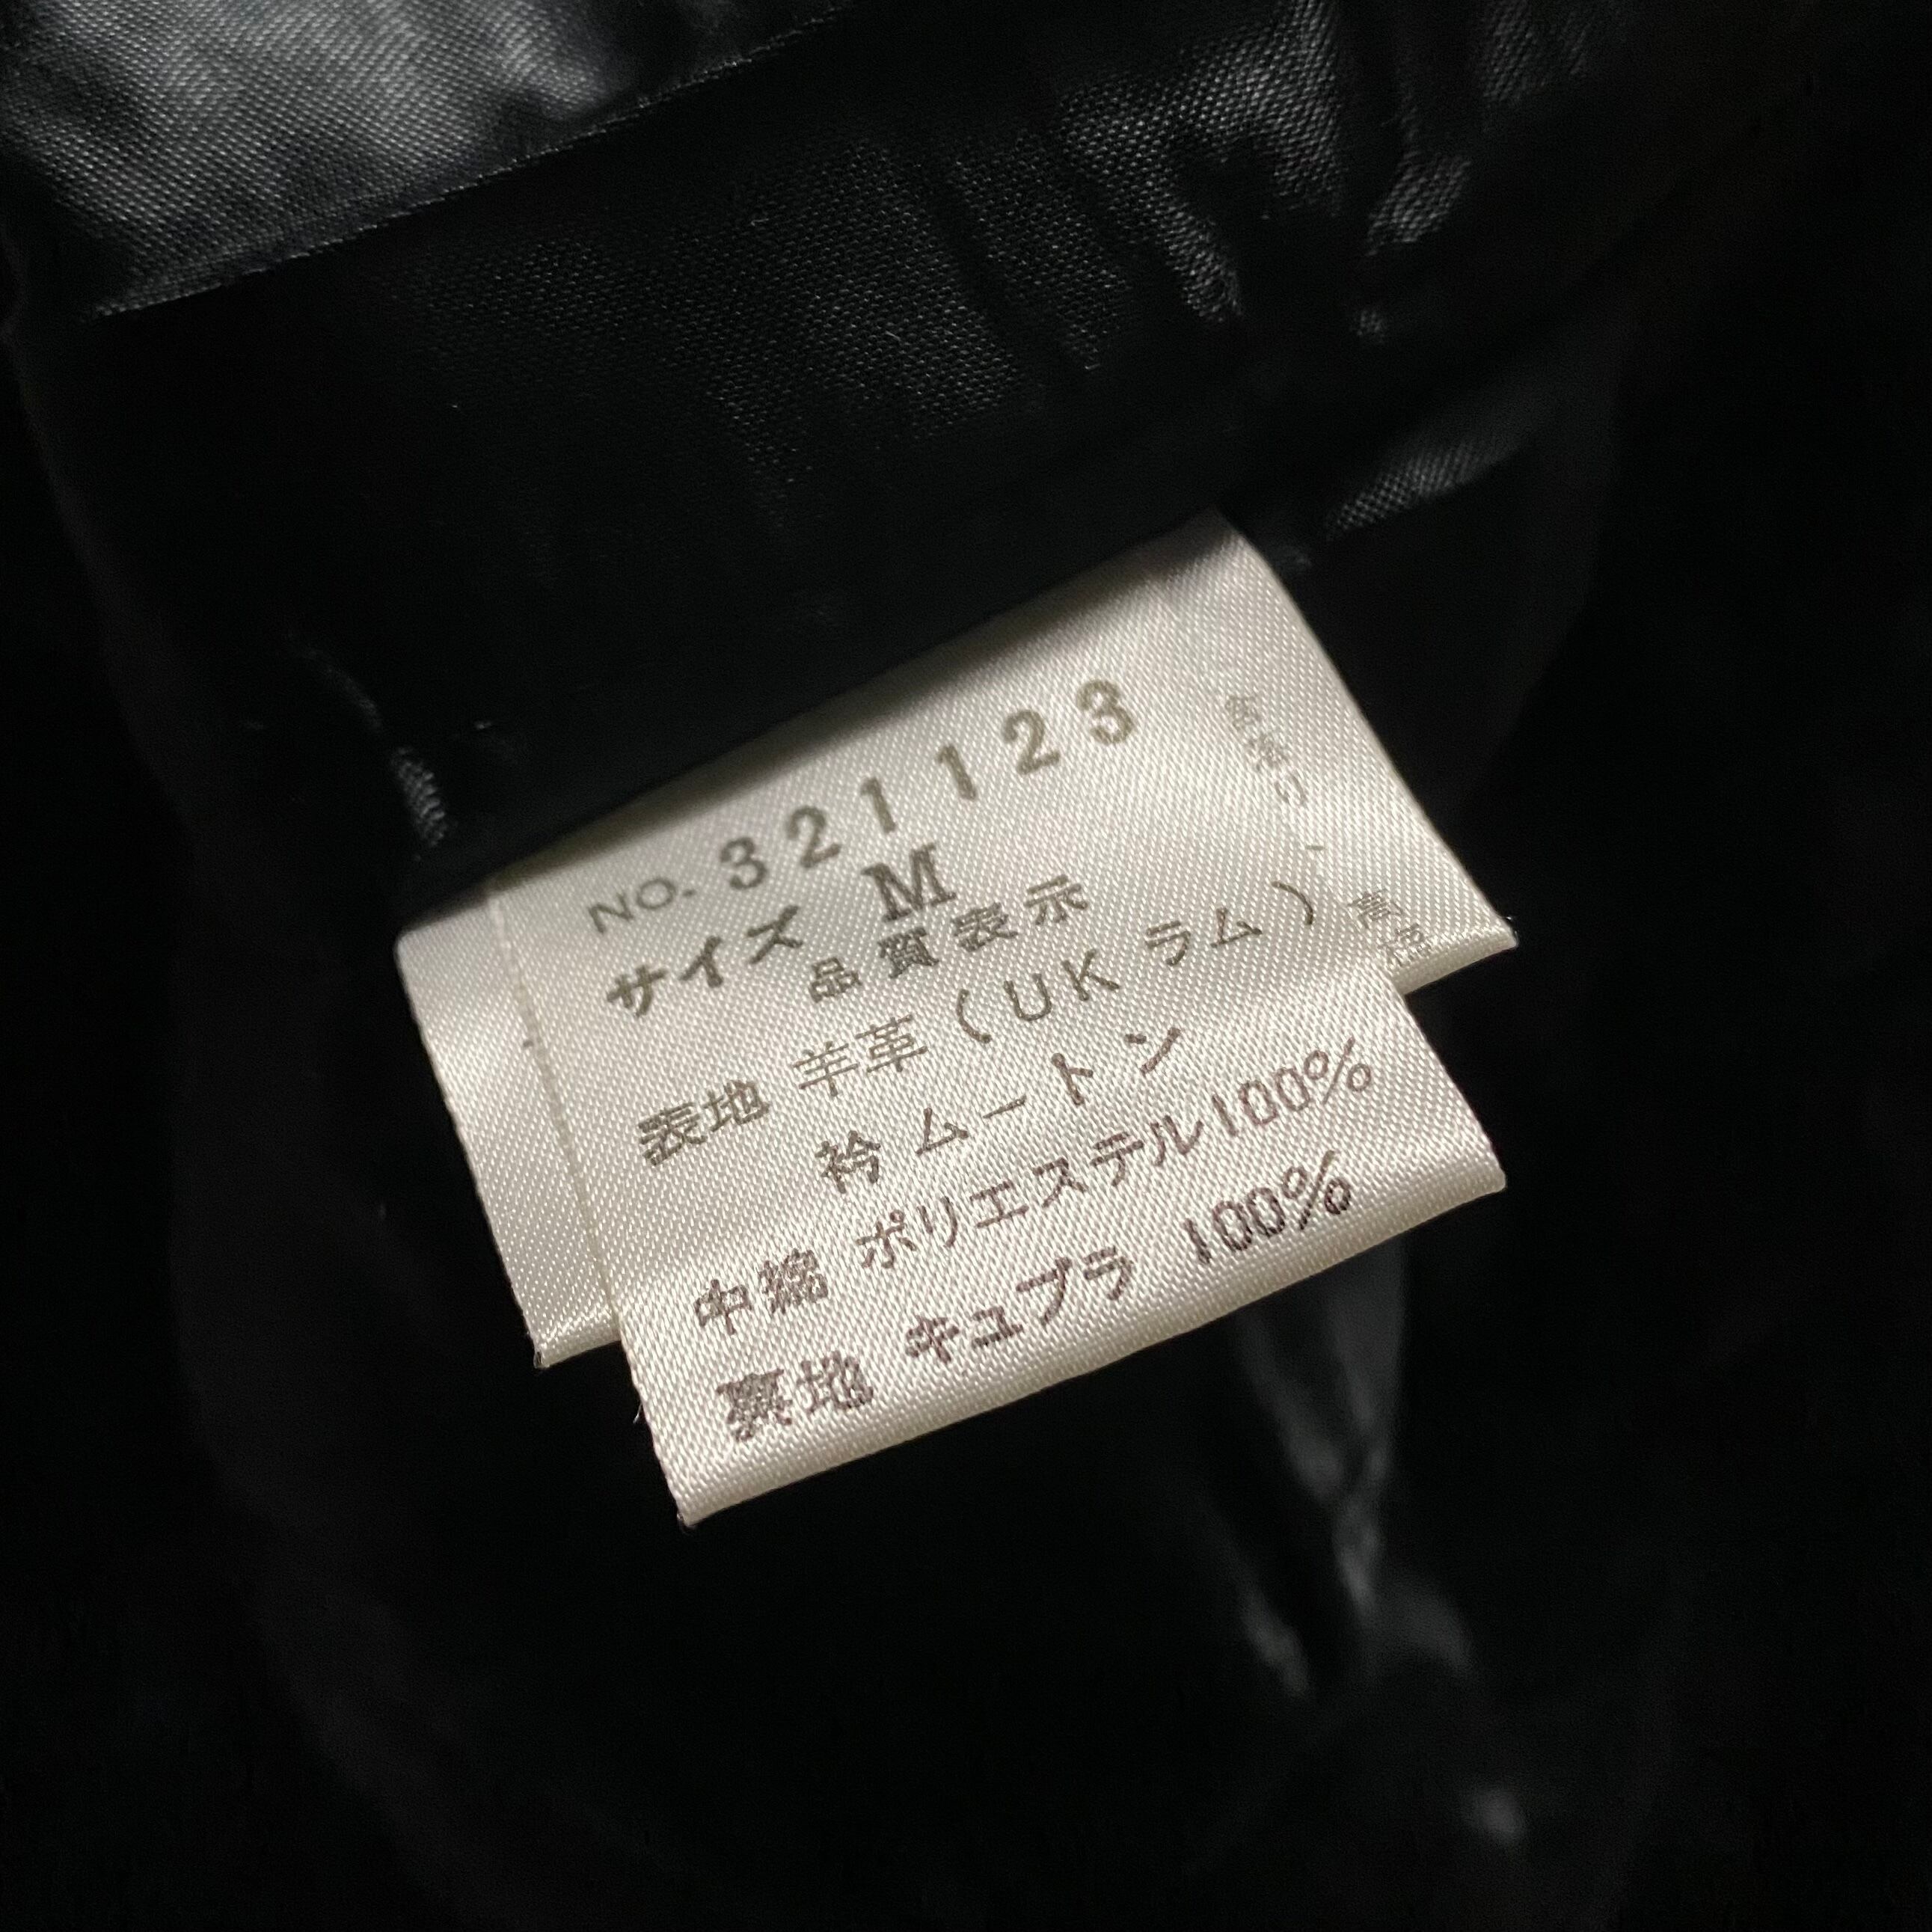 NO. 321123
サイズ M
品質表示
表地 羊革(UK ラム)
衿 ムートン
中綿 ポリエステル100%
裏地 キュプラ 100%